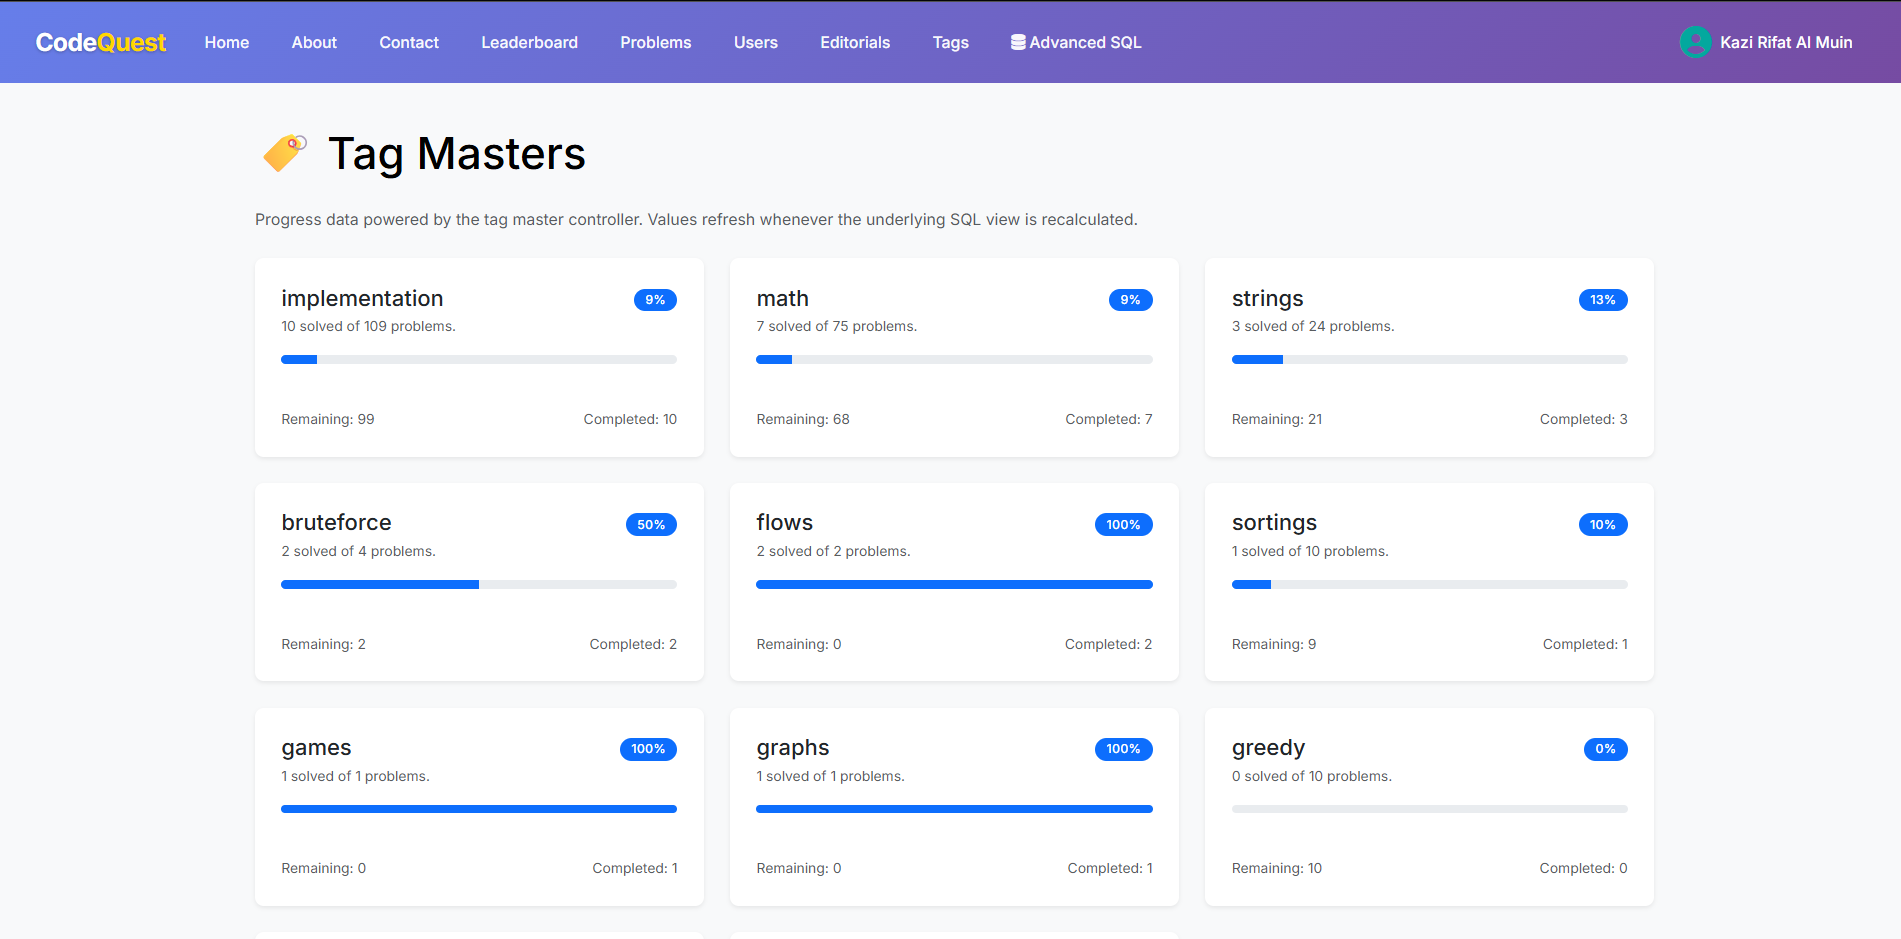 CodeQuest Home About Contact Leaderboard Problems Users Editorials Tags Advanced SQL Kazi Rifat Al Muin
Tag Masters
Progress data powered by the tag master controller. Values refresh whenever the underlying SQL view is recalculated.
implementation 9%
10 solved of 109 problems.
Remaining: 99 Completed: 10
math 9%
7 solved of 75 problems.
Remaining: 68 Completed: 7
strings 13%
3 solved of 24 problems.
Remaining: 21 Completed: 3
bruteforce 50%
2 solved of 4 problems.
Remaining: 2 Completed: 2
flows 100%
2 solved of 2 problems.
Remaining: 0 Completed: 2
sortings 10%
1 solved of 10 problems.
Remaining: 9 Completed: 1
games 100%
1 solved of 1 problems.
Remaining: 0 Completed: 1
graphs 100%
1 solved of 1 problems.
Remaining: 0 Completed: 1
greedy 0%
0 solved of 10 problems.
Remaining: 10 Completed: 0